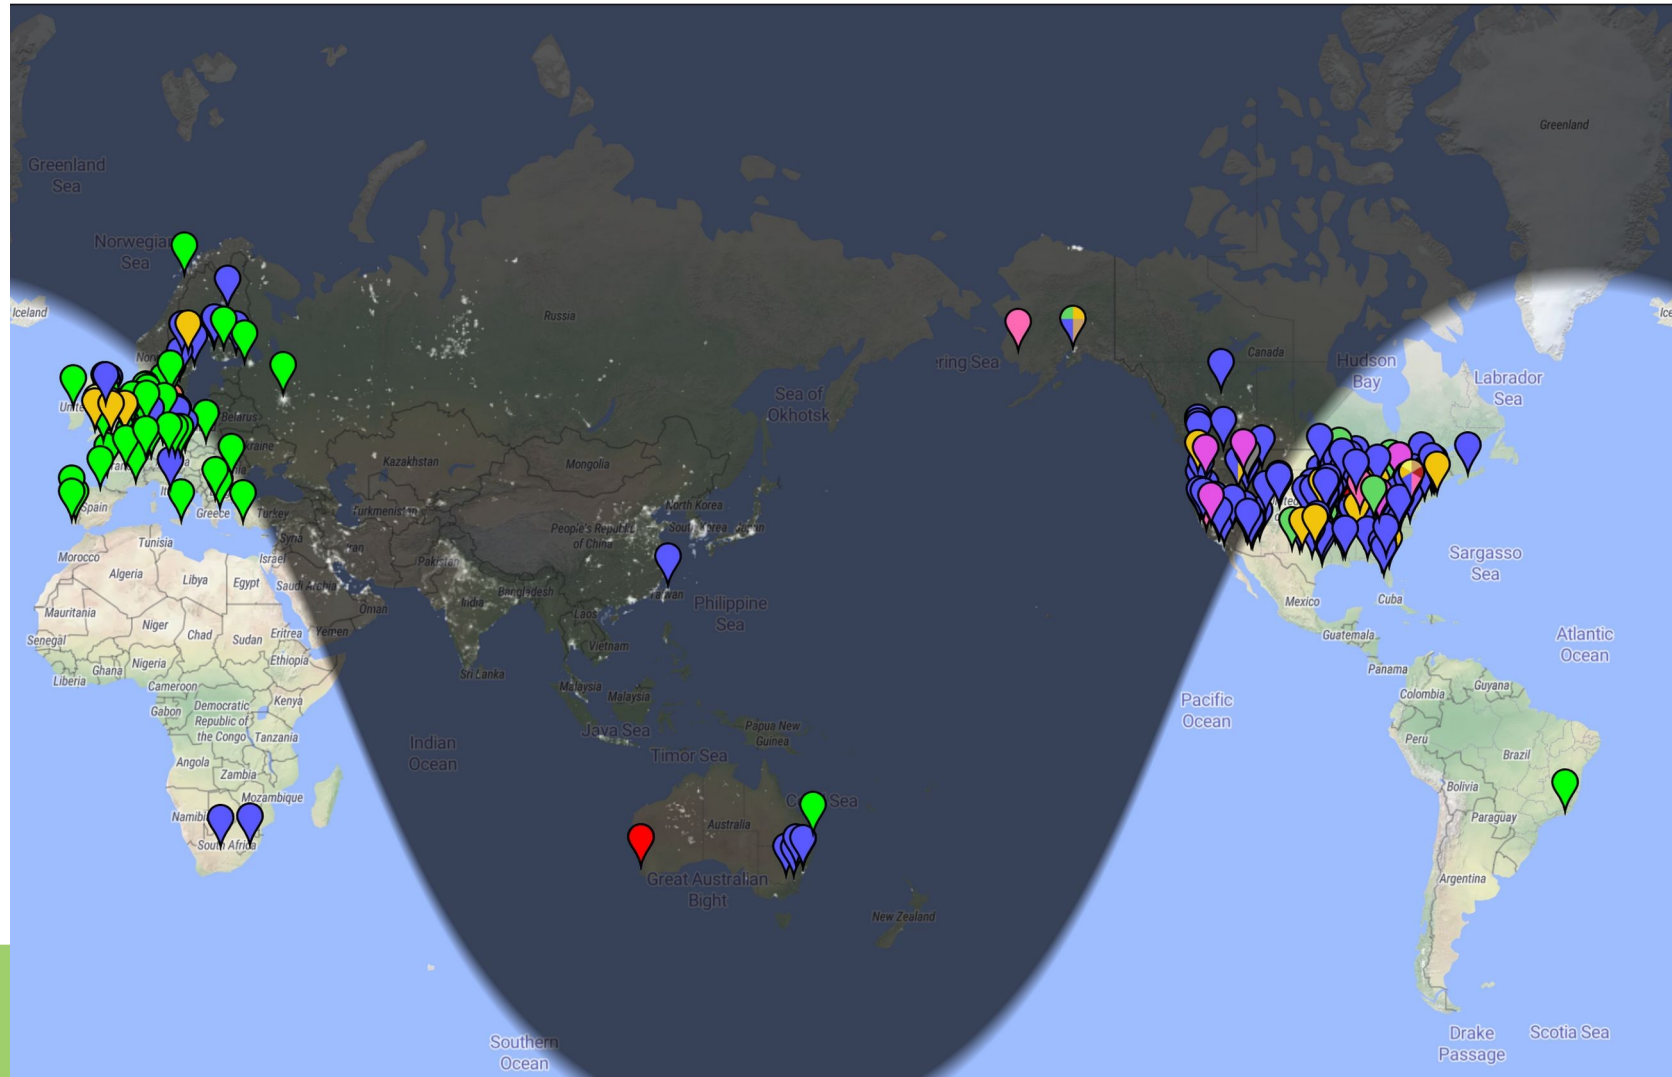 Greenland
Greenland
Sea
Norwegian
Sea
Iceland
Russia
Canada
Hudson
Bay
Labrador
Sea
ring Sea
Sea of
Okhotsk
Belarus
Kazakhstan
Mongolia
Spain
Greece
Turkey
Turkmenistan
North Korea
South Korea
Japan
People's Republic
of China
Sargasso
Sea
Morocco
Tunisia
Algeria
Libya
Egypt
Israel
Syria
Iran
Saudi Arabia
Pakistan
Oman
India
Bangladesh
Taiwan
Laos
Philippine
Sea
Mexico
Cuba
Mauritania
Niger
Chad
Sudan
Eritrea
Yemen
Vietnam
Guatemala
Atlantic
Ocean
Senegal
Ghana
Nigeria
Ethiopia
Liberia
Cameroon
Sri Lanka
Malaysia
Malaysia
Panama
Colombia
Guyana
Pacific
Ocean
Gabon
Democratic
Republic of
the Congo
Kenya
Tanzania
Java Sea
Papua New
Guinea
Timor Sea
Indian
Ocean
Peru
Brazil
Angola
Zambia
Mozambique
Bolivia
Namibi
South Africa
Australia
Paraguay
Great Australian
Bight
Argentina
New Zealand
Southern
Ocean
Drake
Passage
Scotia Sea